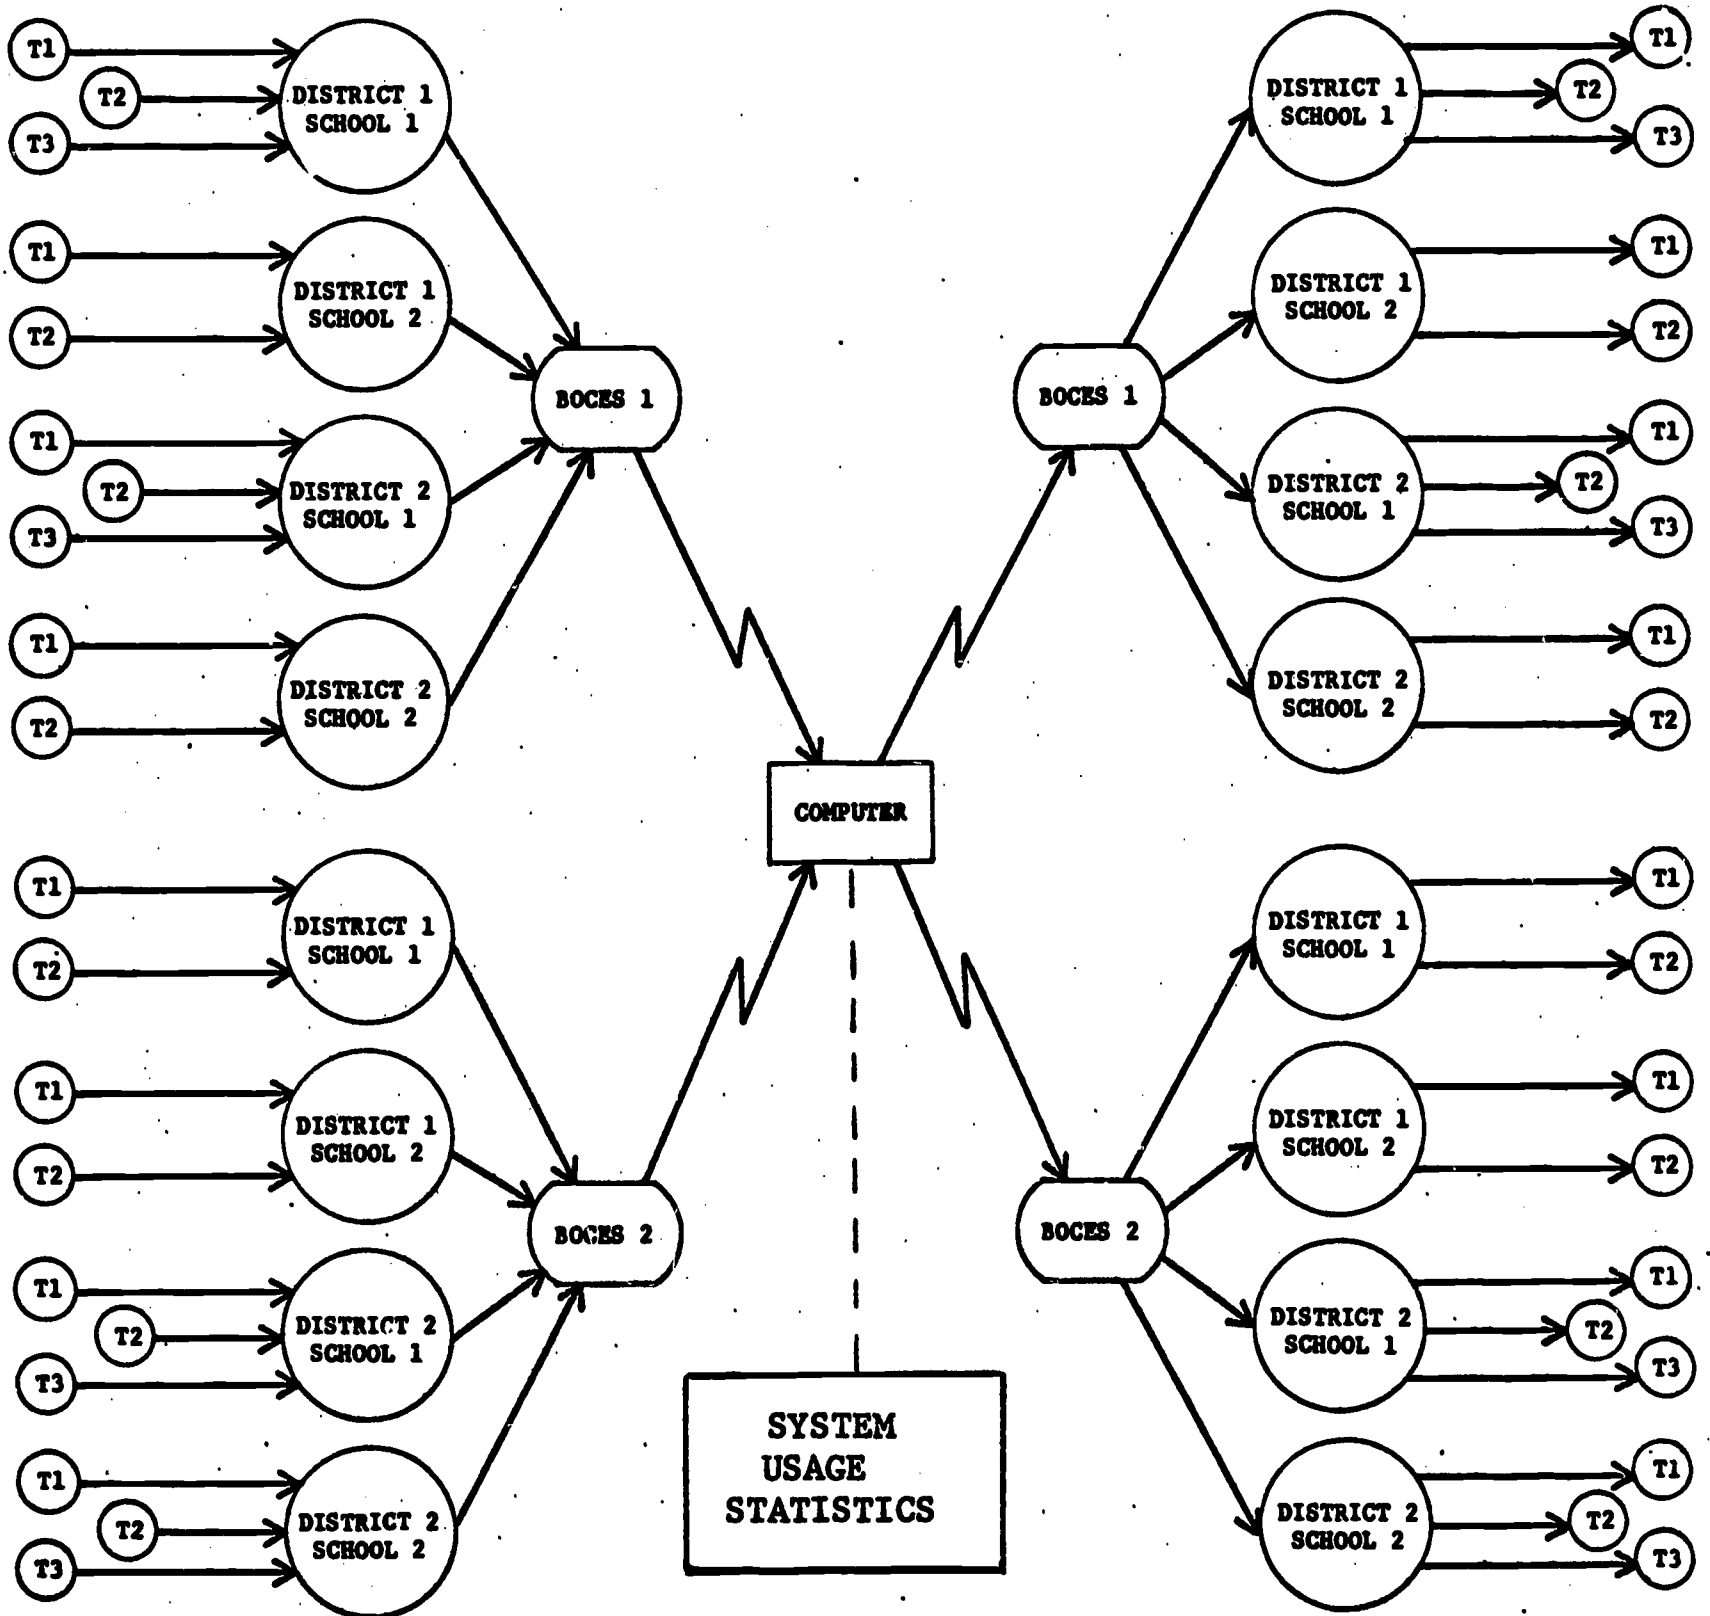 T1
T2
T3
DISTRICT 1
SCHOOL 1
T1
T2
DISTRICT 1
SCHOOL 2
T1
T2
T3
DISTRICT 2
SCHOOL 1
T1
T2
DISTRICT 2
SCHOOL 2
BOCES 1
T1
T2
DISTRICT 1
SCHOOL 1
T1
T2
DISTRICT 1
SCHOOL 2
T1
T2
T3
DISTRICT 2
SCHOOL 1
T1
T2
T3
DISTRICT 2
SCHOOL 2
BOCES 2
COMPUTER
SYSTEM
USAGE
STATISTICS
BOCES 1
DISTRICT 1
SCHOOL 1
T1
T2
T3
DISTRICT 1
SCHOOL 2
T1
T2
DISTRICT 2
SCHOOL 1
T1
T2
T3
DISTRICT 2
SCHOOL 2
T1
T2
BOCES 2
DISTRICT 1
SCHOOL 1
T1
T2
DISTRICT 1
SCHOOL 2
T1
T2
DISTRICT 2
SCHOOL 1
T1
T2
T3
DISTRICT 2
SCHOOL 2
T1
T2
T3